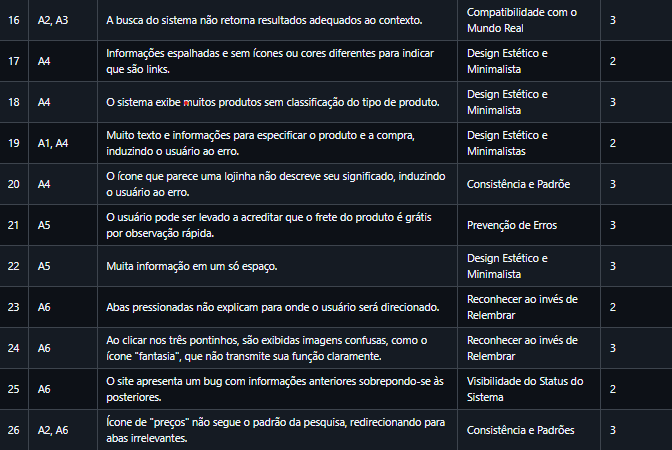 16 A2, A3 A busca do sistema não retorna resultados adequados ao contexto. Compatibilidade com o Mundo Real 3
17 A4 Informações espalhadas e sem ícones ou cores diferentes para indicar que são links. Design Estético e Minimalista 2
18 A4 O sistema exibe muitos produtos sem classificação do tipo de produto. Design Estético e Minimalista 3
19 A1, A4 Muito texto e informações para especificar o produto e a compra, induzindo o usuário ao erro. Design Estético e Minimalistas 2
20 A4 O ícone que parece uma lojinha não descreve seu significado, induzindo o usuário ao erro. Consistência e Padrõe 3
21 A5 O usuário pode ser levado a acreditar que o frete do produto é grátis por observação rápida. Prevenção de Erros 3
22 A5 Muita informação em um só espaço. Design Estético e Minimalista 3
23 A6 Abas pressionadas não explicam para onde o usuário será direcionado. Reconhecer ao invés de Relembrar 2
24 A6 Ao clicar nos três pontinhos, são exibidas imagens confusas, como o ícone "fantasia", que não transmite sua função claramente. Reconhecer ao invés de Relembrar 3
25 A6 O site apresenta um bug com informações anteriores sobrepondo-se às posteriores. Visibilidade do Status do Sistema 2
26 A2, A6 Ícone de "preços" não segue o padrão da pesquisa, redirecionando para abas irrelevantes. Consistência e Padrões 3